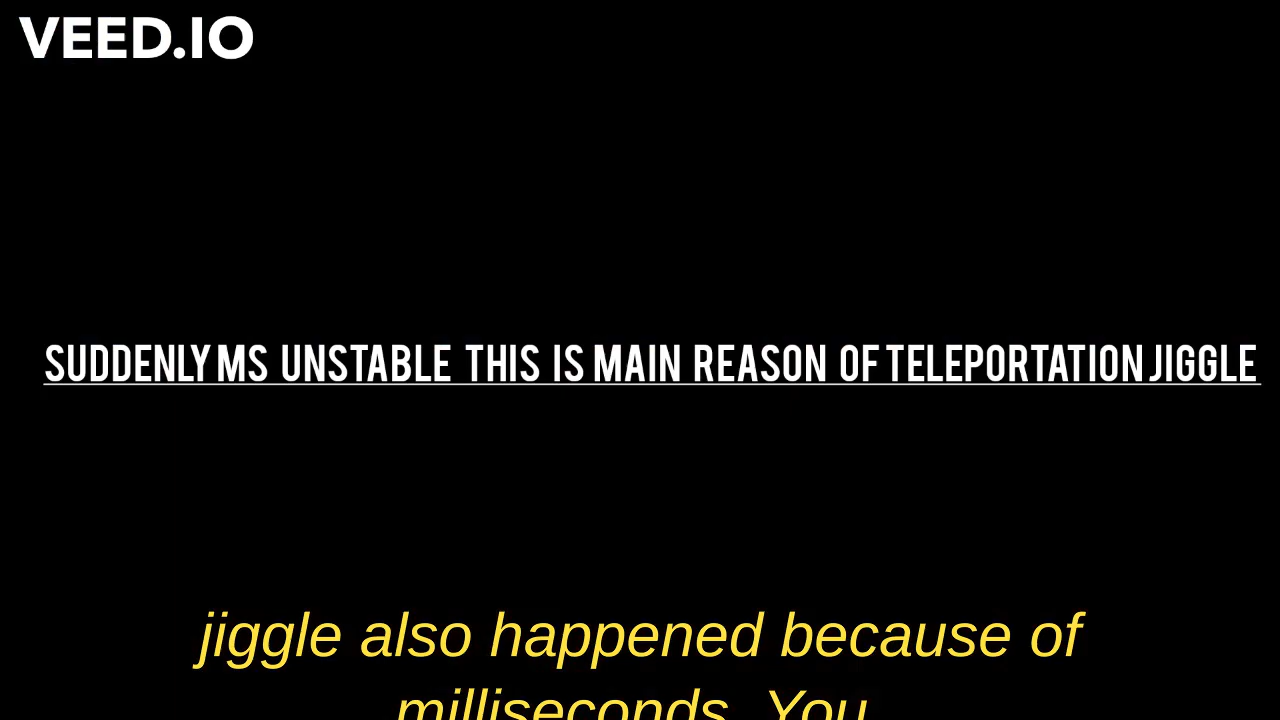 VEED.IO
SUDDENLY MS UNSTABLE THIS IS MAIN REASON OF TELEPORTATION JIGGLE
jiggle also happened because of
milliseconds. You